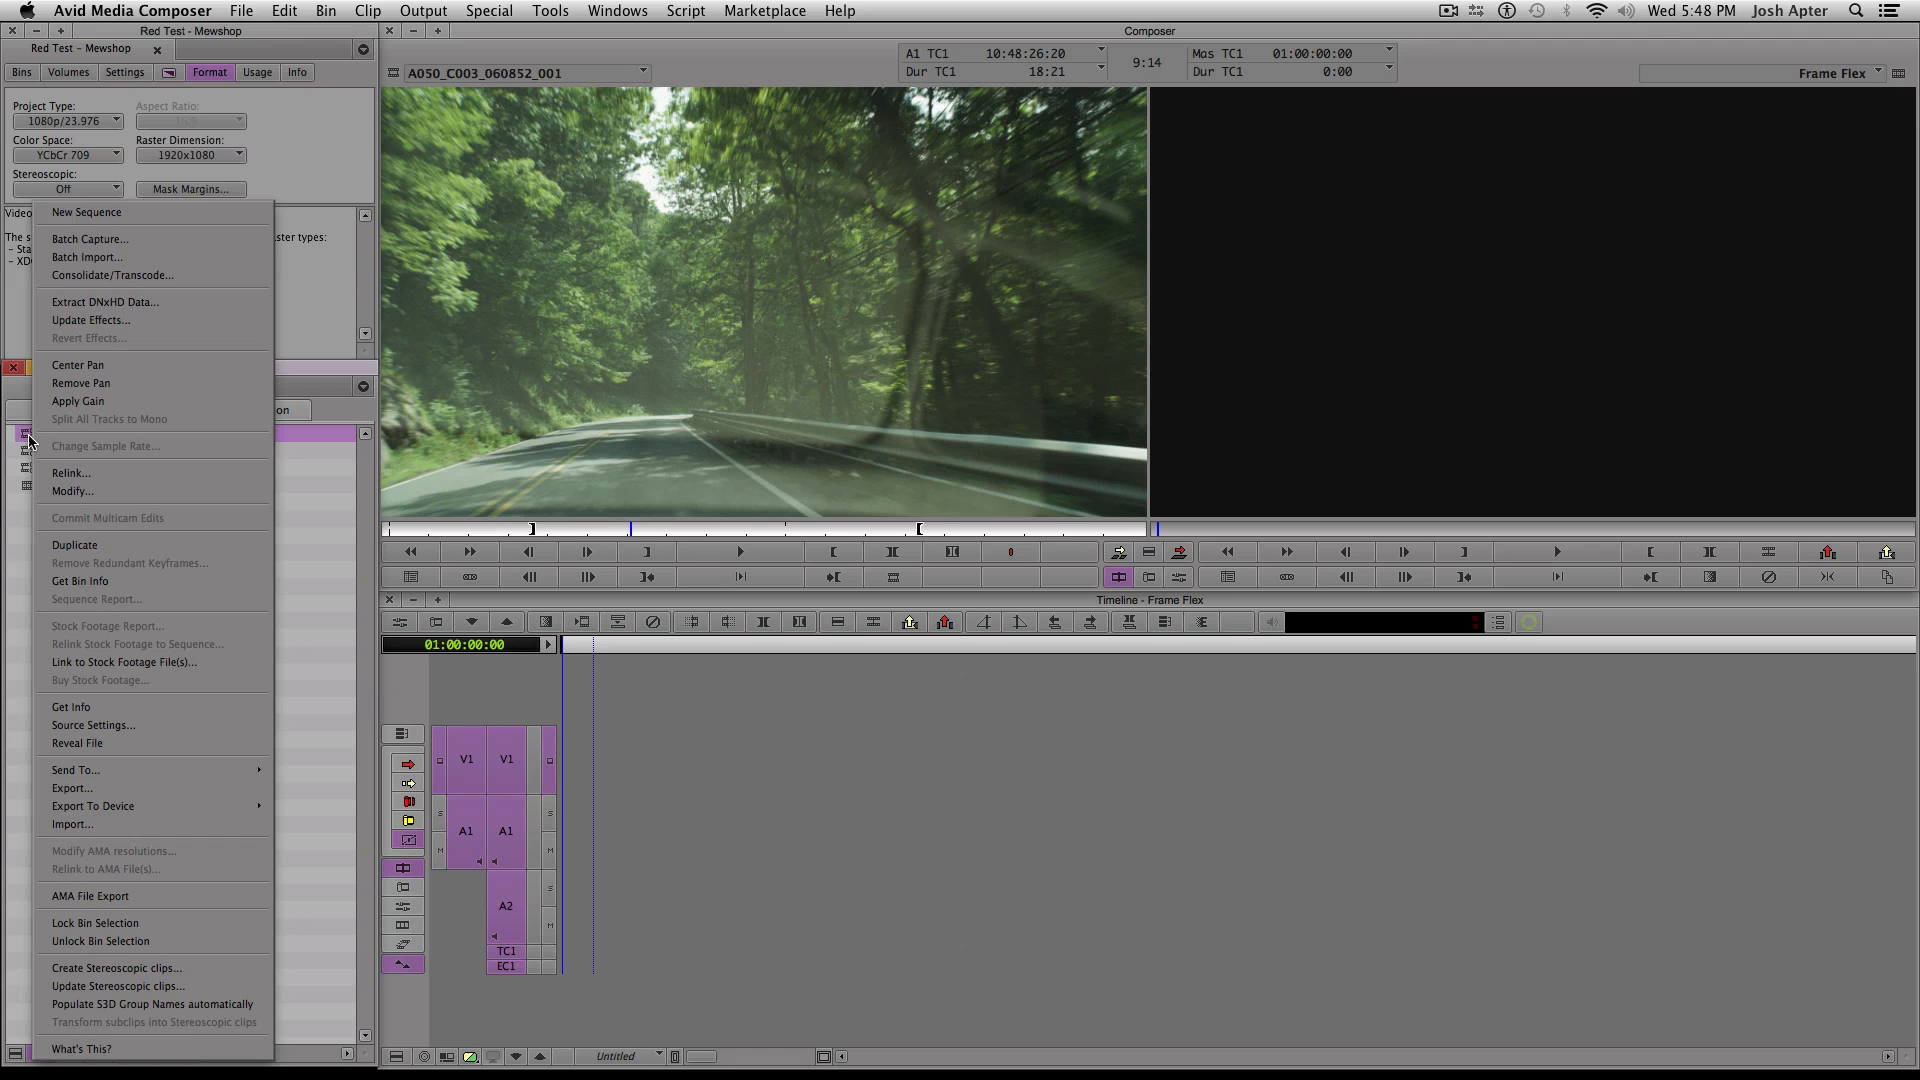 Avid Media Composer File Edit Bin Clip Output Special Tools Windows Script Marketplace Help Wed 5:48 PM Josh Apter
Red Test - Mewshop
Composer
Red Test - Mewshop
Bins Volumes Settings Format Usage Info
A050_C003_060852_001
A1 TC1 10:48:26:20
Dur TC1 18:21
9:14
Mas TC1 01:00:00:00
Dur TC1 0:00
Frame Flex
Project Type: Aspect Ratio:
1080p/23.976 16:9
Color Space: Raster Dimension:
YCbCr 709 1920x1080
Stereoscopic:
Off Mask Margins...
Video
The s ster types:
- Sta
- XD
on
New Sequence
Batch Capture...
Batch Import...
Consolidate/Transcode...
Extract DNxHD Data...
Update Effects...
Revert Effects...
Center Pan
Remove Pan
Apply Gain
Split All Tracks to Mono
Change Sample Rate...
Relink...
Modify...
Commit Multicam Edits
Duplicate
Remove Redundant Keyframes...
Get Bin Info
Sequence Report...
Stock Footage Report...
Relink Stock Footage to Sequence...
Link to Stock Footage File(s)...
Buy Stock Footage...
Get Info
Source Settings...
Reveal File
Send To...
Export...
Export To Device
Import...
Modify AMA resolutions...
Relink to AMA File(s)...
AMA File Export
Lock Bin Selection
Unlock Bin Selection
Create Stereoscopic clips...
Update Stereoscopic clips...
Populate S3D Group Names automatically
Transform subclips into Stereoscopic clips
What's This?
Timeline - Frame Flex
01:00:00:00
V1 V1
S S
A1 A1
M M
S
A2
M
TC1
EC1
Untitled